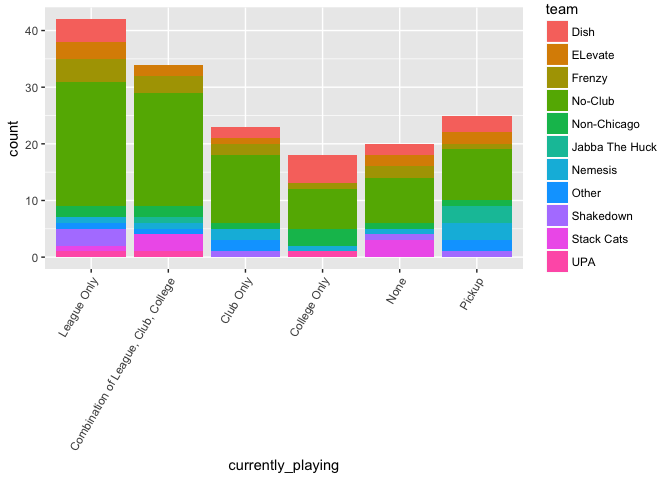 team
Dish
ELevate
Frenzy
No-Club
Non-Chicago
Jabba The Huck
Nemesis
Other
Shakedown
Stack Cats
UPA
count
40
30
20
10
0
League Only
Combination of League, Club, College
Club Only
College Only
None
Pickup
currently_playing